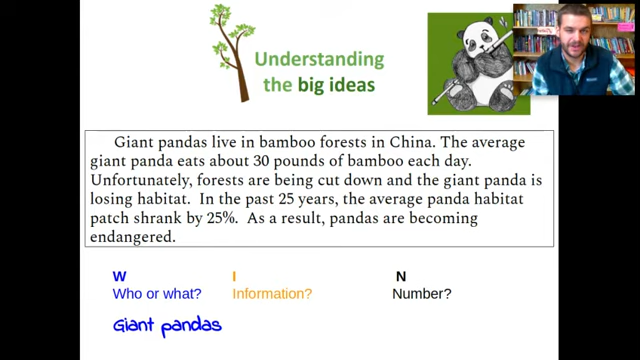 Understanding
the big ideas
Giant pandas live in bamboo forests in China. The average
giant panda eats about 30 pounds of bamboo each day.
Unfortunately, forests are being cut down and the giant panda is
losing habitat. In the past 25 years, the average panda habitat
patch shrank by 25%. As a result, pandas are becoming
endangered.
W I N
Who or what? Information? Number?
Giant pandas